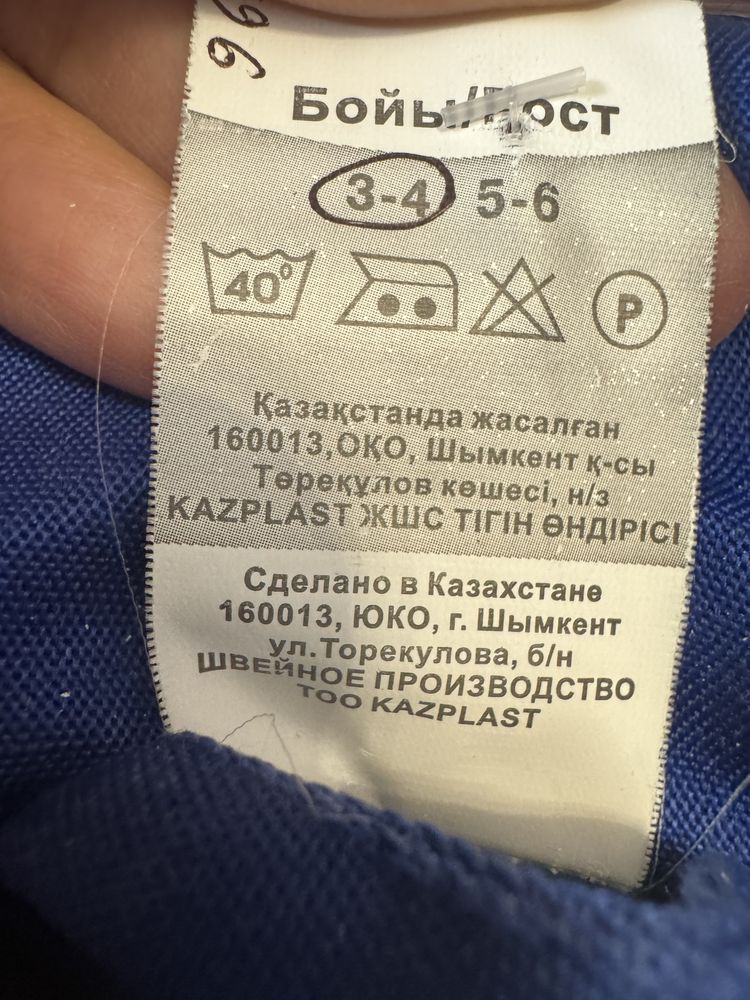 96
Бойы/Рост
3-4 5-6
40° P
Қазақстанда жасалған
160013,ОҚО, Шымкент қ-сы
Төреқұлов көшесі, н/з
KAZPLAST ЖШС ТІГІН ӨНДІРІСІ
Сделано в Казахстане
160013, ЮКО, г. Шымкент
ул.Торекулова, б/н
ШВЕЙНОЕ ПРОИЗВОДСТВО
ТОО KAZPLAST